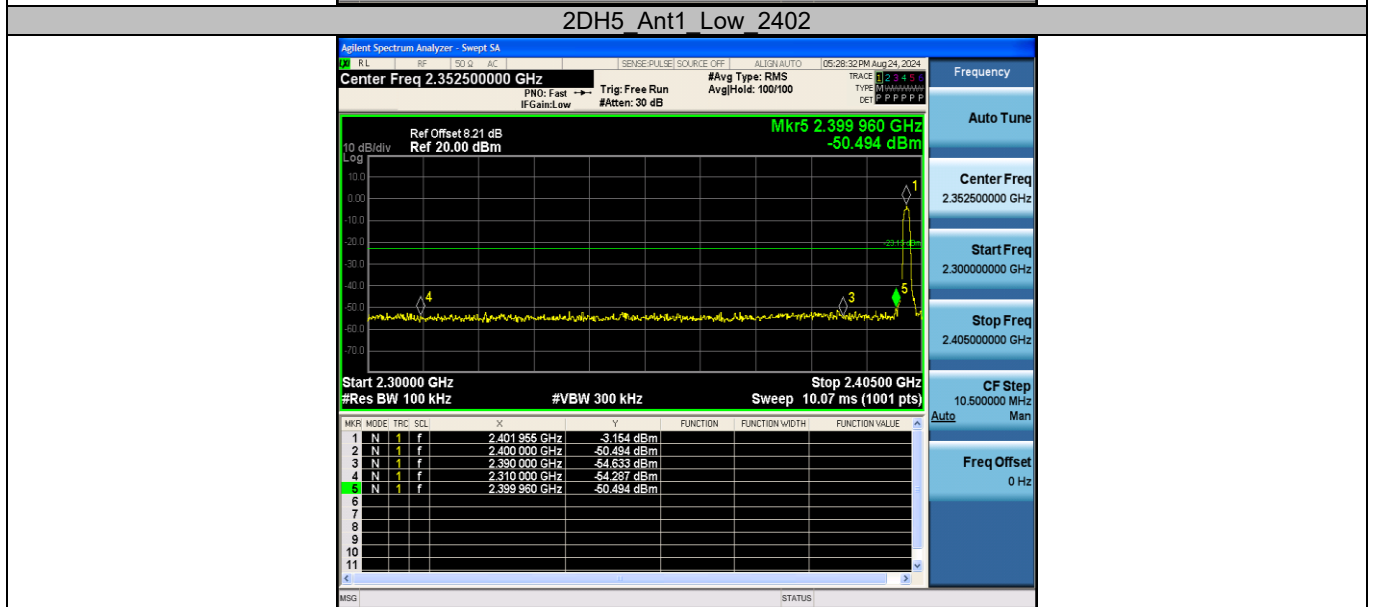 2DH5_Ant1_Low_2402
Agilent Spectrum Analyzer - Swept SA
RL RF 50 Ω AC SENSE:PULSE SOURCE OFF ALIGN AUTO 05:28:32 PM Aug 24, 2024
Center Freq 2.352500000 GHz
PNO: Fast
IFGain:Low
Trig: Free Run
#Atten: 30 dB
#Avg Type: RMS
Avg|Hold: 100/100
TRACE 1 2 3 4 5 6
TYPE M
DET P P P P P P
Mkr5 2.399 960 GHz
-50.494 dBm
Ref Offset 8.21 dB
10 dB/div Ref 20.00 dBm
Log
10.0
0.00
-10.0
-20.0
-30.0
-40.0
-50.0
-60.0
-70.0
1
4
3
5
Start 2.30000 GHz Stop 2.40500 GHz
#Res BW 100 kHz #VBW 300 kHz Sweep 10.07 ms (1001 pts)
MKR MODE TRC SCL X Y FUNCTION FUNCTION WIDTH FUNCTION VALUE
1 N 1 f 2.401 955 GHz -3.154 dBm
2 N 1 f 2.400 000 GHz -50.494 dBm
3 N 1 f 2.390 000 GHz -54.633 dBm
4 N 1 f 2.310 000 GHz -54.287 dBm
5 N 1 f 2.399 960 GHz -50.494 dBm
6
7
8
9
10
11
MSG STATUS
Frequency
Auto Tune
Center Freq
2.352500000 GHz
Start Freq
2.300000000 GHz
Stop Freq
2.405000000 GHz
CF Step
10.500000 MHz
Auto Man
Freq Offset
0 Hz